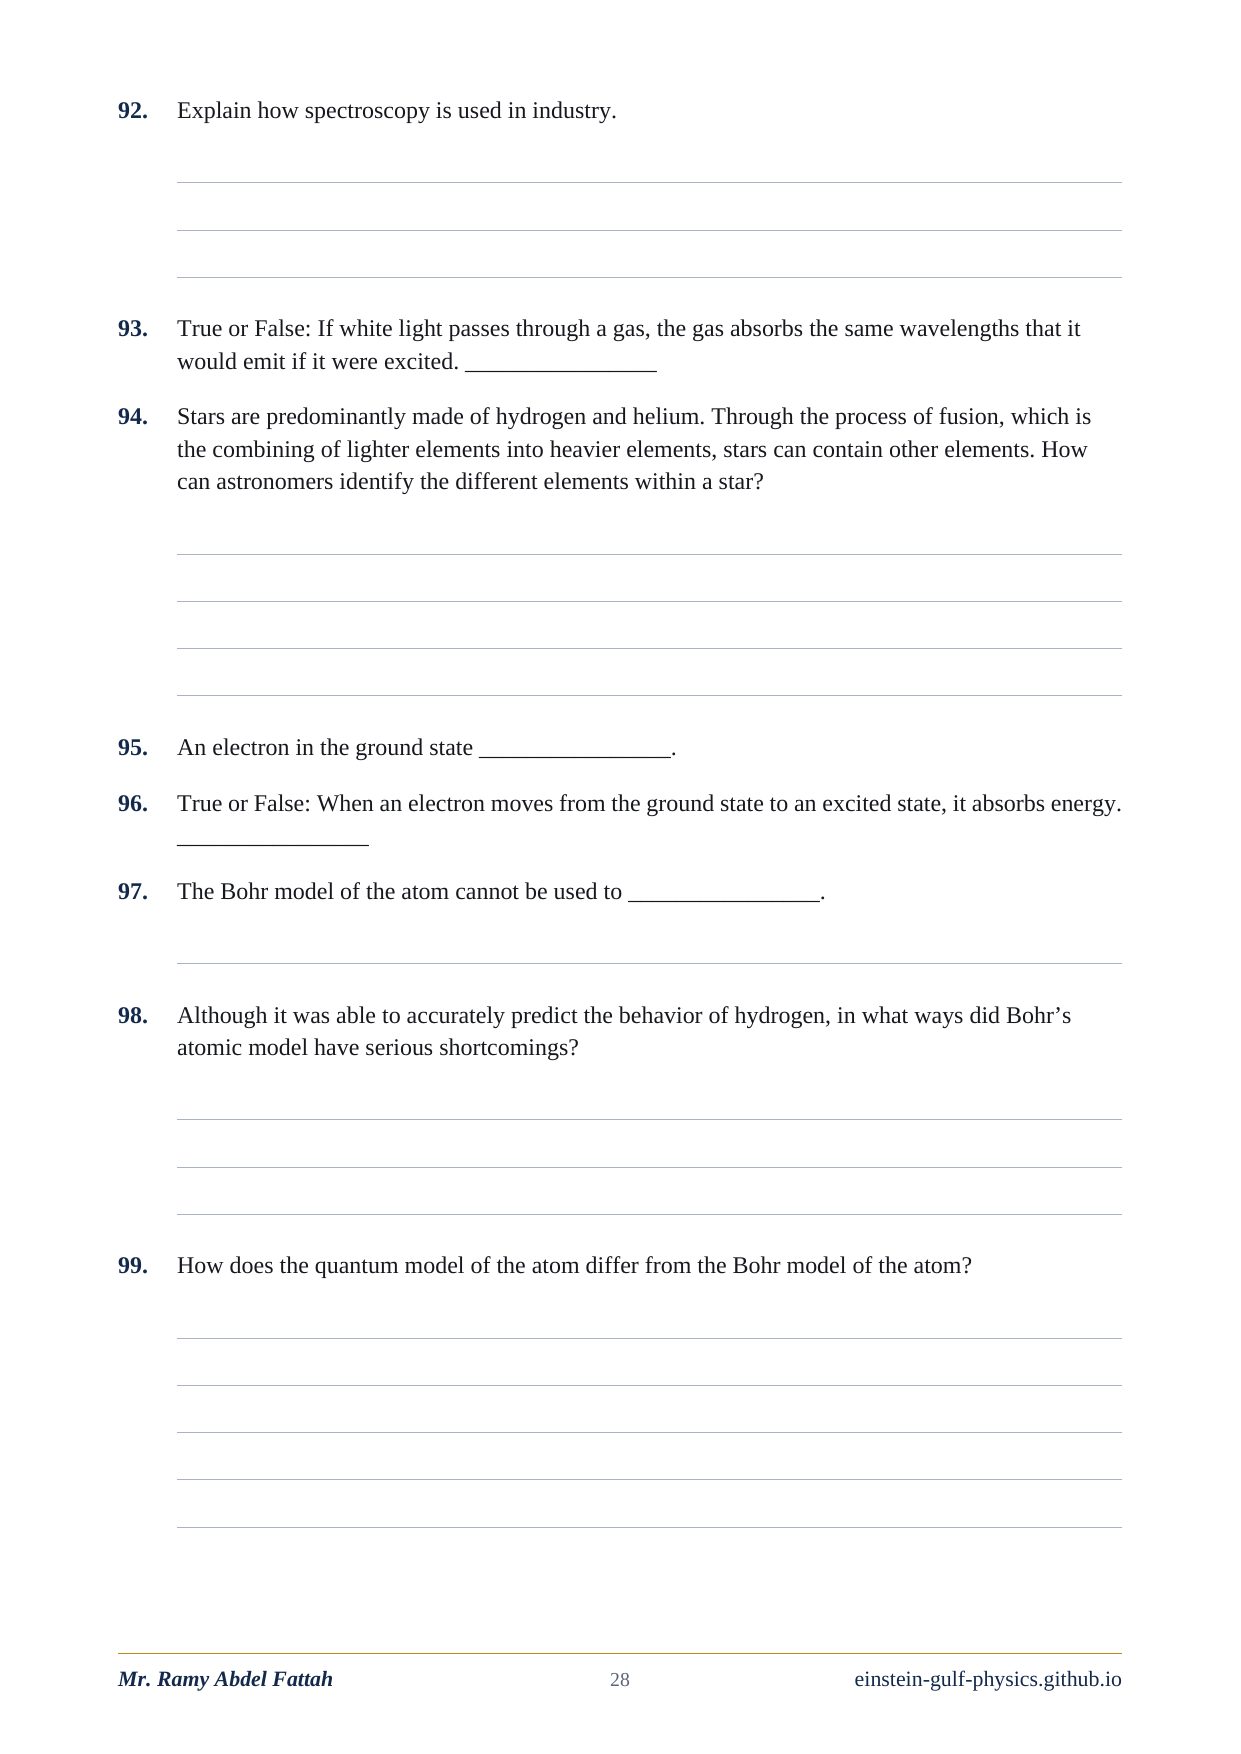 92. Explain how spectroscopy is used in industry.
93. True or False: If white light passes through a gas, the gas absorbs the same wavelengths that it
would emit if it were excited. ________________
94. Stars are predominantly made of hydrogen and helium. Through the process of fusion, which is
the combining of lighter elements into heavier elements, stars can contain other elements. How
can astronomers identify the different elements within a star?
95. An electron in the ground state ________________.
96. True or False: When an electron moves from the ground state to an excited state, it absorbs energy.
________________
97. The Bohr model of the atom cannot be used to ________________.
98. Although it was able to accurately predict the behavior of hydrogen, in what ways did Bohr’s
atomic model have serious shortcomings?
99. How does the quantum model of the atom differ from the Bohr model of the atom?
Mr. Ramy Abdel Fattah 28 einstein-gulf-physics.github.io